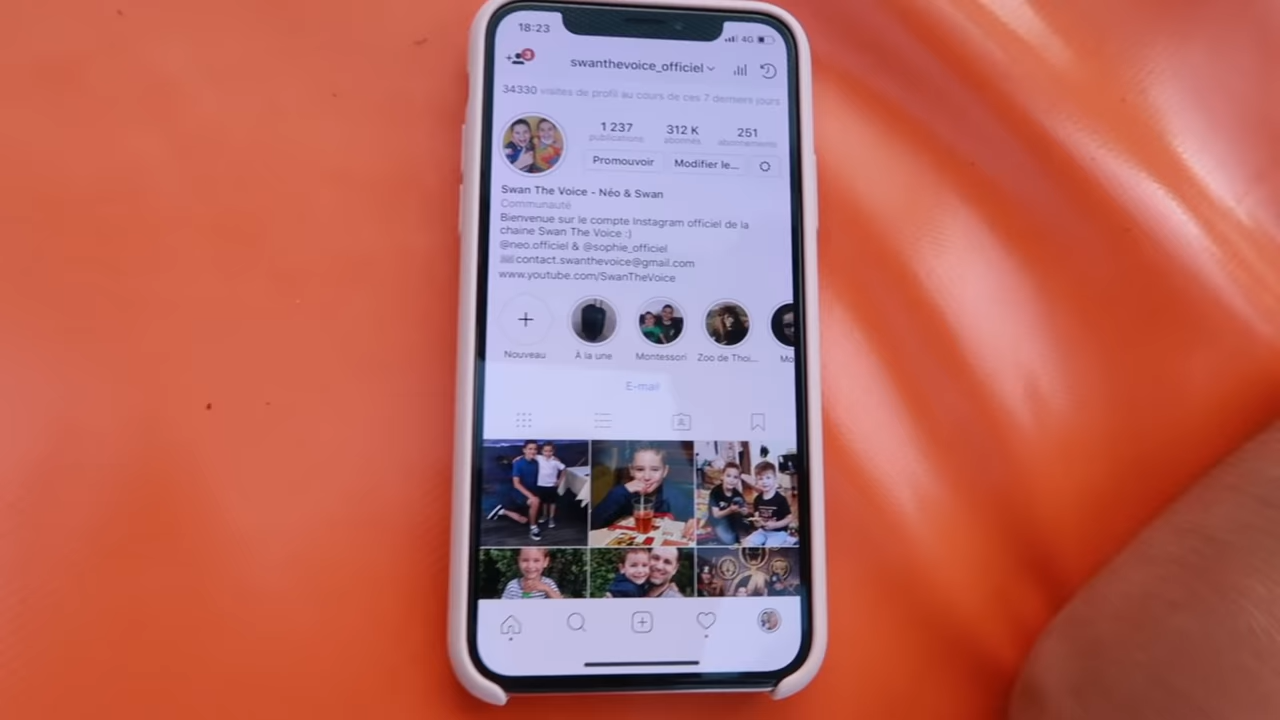 18:23
4G
3
swanthevoice_officiel
34330 visites de profil au cours de ces 7 derniers jours
1 237 312 K 251
publications abonnés abonnements
Promouvoir Modifier le...
Swan The Voice - Néo & Swan
Communauté
Bienvenue sur le compte Instagram officiel de la
chaine Swan The Voice :)
@neo.officiel & @sophie_officiel
contact.swanthevoice@gmail.com
www.youtube.com/SwanTheVoice
Nouveau À la une Montessori Zoo de Thoi... Mo
E-mail